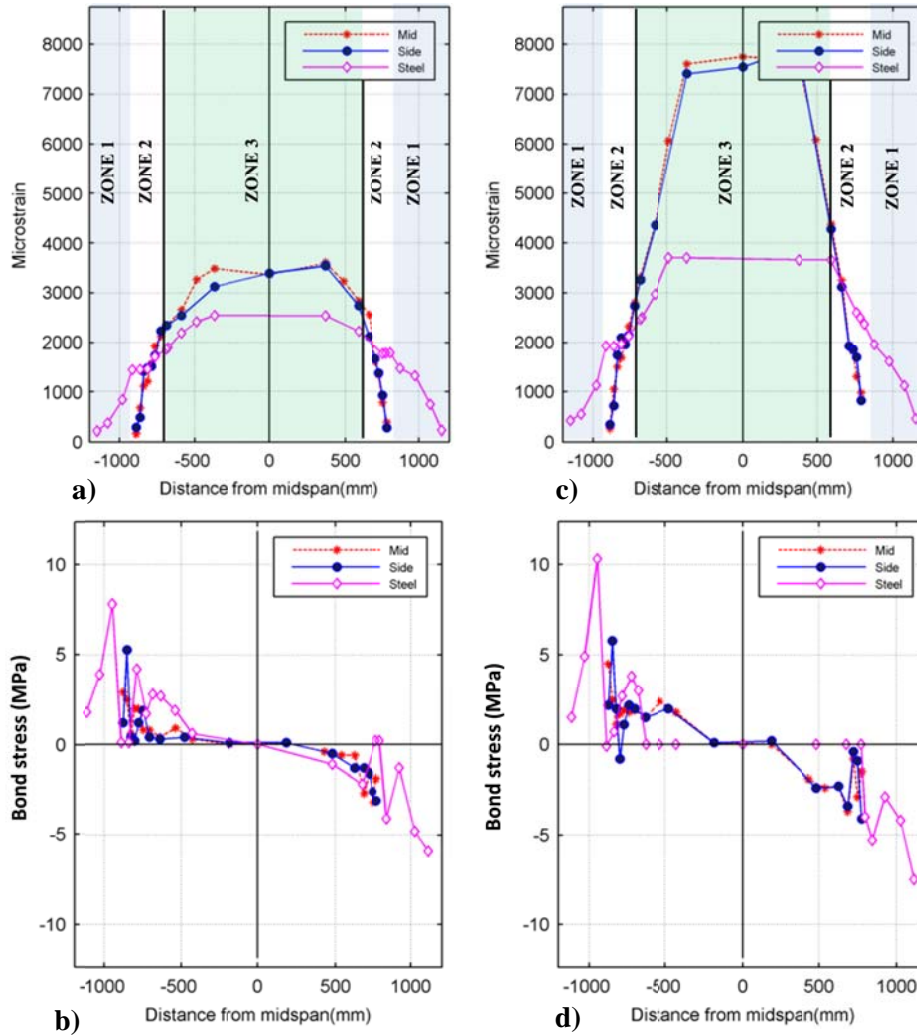 8000
7000
6000
5000
4000
3000
2000
1000
0
Microstrain
Mid
Side
Steel
ZONE 1
ZONE 2
ZONE 3
ZONE 2
ZONE 1
-1000
-500
0
500
1000
Distance from midspan(mm)
a)
8000
7000
6000
5000
4000
3000
2000
1000
0
Microstrain
Mid
Side
Steel
ZONE 1
ZONE 2
ZONE 3
ZONE 2
ZONE 1
-1000
-500
0
500
1000
Distance from midspan(mm)
c)
10
5
0
-5
-10
Bond stress (MPa)
Mid
Side
Steel
-1000
-500
0
500
1000
Distance from midspan(mm)
b)
10
5
0
-5
-10
Bond stress (MPa)
Mid
Side
Steel
-1000
-500
0
500
1000
Distance from midspan(mm)
d)